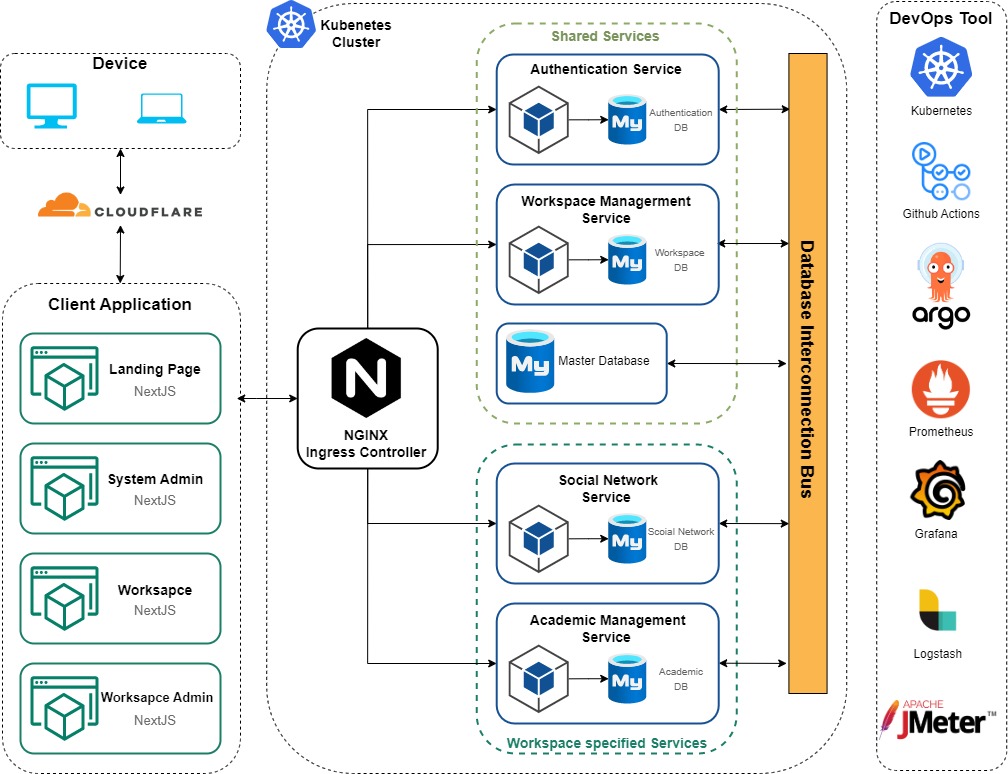 Kubenetes
Cluster
Device
CLOUDFLARE
Client Application
Landing Page
NextJS
System Admin
NextJS
Worksapce
NextJS
Worksapce Admin
NextJS
NGINX
Ingress Controller
Shared Services
Authentication Service
My
Authentication
DB
Workspace Managerment
Service
My
Workspace
DB
My
Master Database
Social Network
Service
My
Scoial Network
DB
Academic Management
Service
My
Academic
DB
Workspace specified Services
Database Interconnection Bus
DevOps Tool
Kubernetes
Github Actions
argo
Prometheus
Grafana
Logstash
APACHE
JMeter™